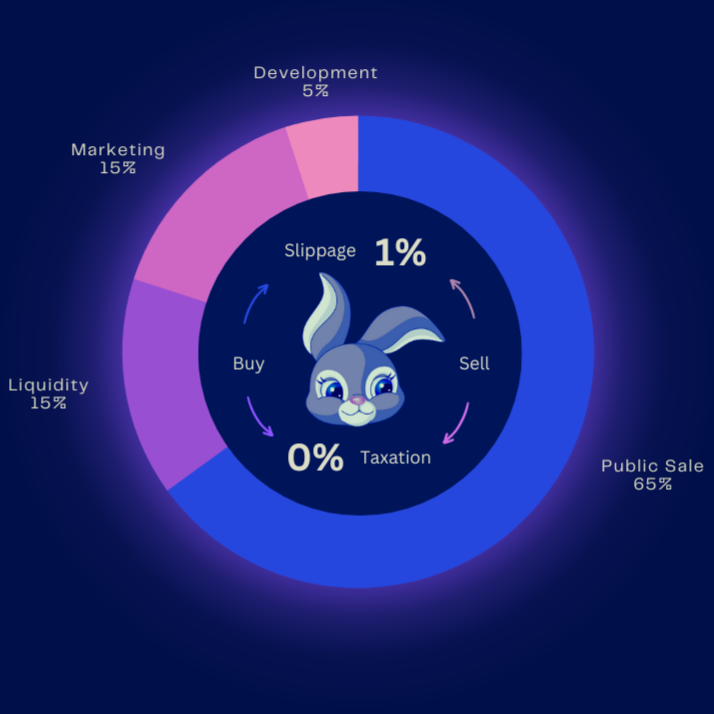 Development
5%
Marketing
15%
Slippage 1%
Buy
Sell
Liquidity
15%
0% Taxation
Public Sale
65%